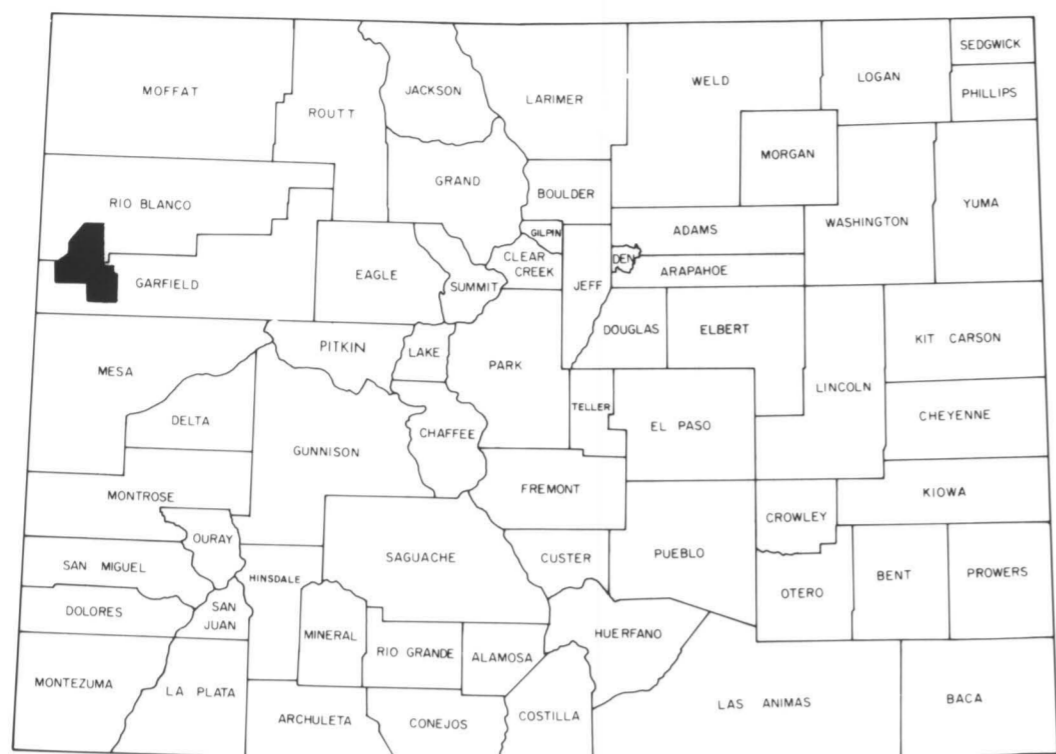 MOFFAT
ROUTT
JACKSON
LARIMER
WELD
LOGAN
SEDGWICK
PHILLIPS
MORGAN
GRAND
BOULDER
RIO BLANCO
GILPIN
ADAMS
WASHINGTON
YUMA
GARFIELD
EAGLE
SUMMIT
CLEAR
CREEK
JEFF
DEN
ARAPAHOE
DOUGLAS
ELBERT
KIT CARSON
MESA
PITKIN
LAKE
PARK
LINCOLN
TELLER
DELTA
CHAFFEE
EL PASO
CHEYENNE
GUNNISON
MONTROSE
FREMONT
KIOWA
CROWLEY
OURAY
SAN MIGUEL
HINSDALE
SAGUACHE
CUSTER
PUEBLO
OTERO
BENT
PROWERS
DOLORES
SAN
JUAN
MINERAL
RIO GRANDE
ALAMOSA
HUERFANO
MONTEZUMA
LA PLATA
ARCHULETA
CONEJOS
COSTILLA
LAS ANIMAS
BACA